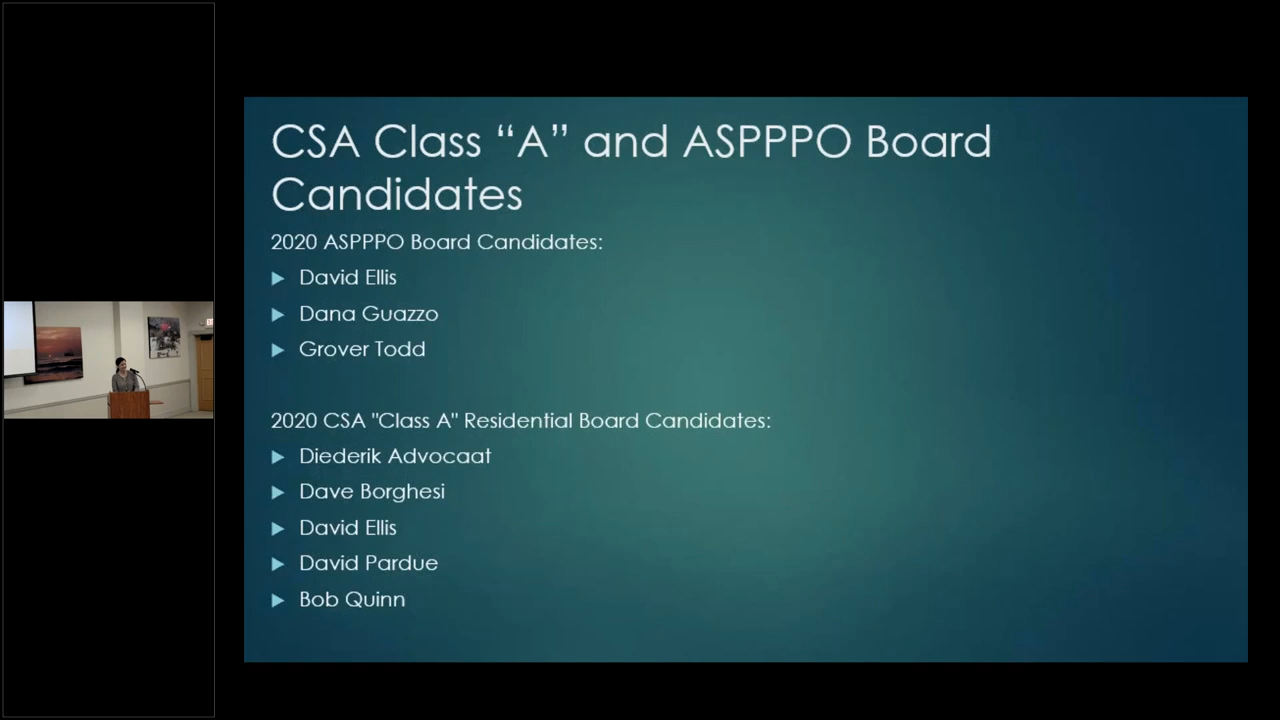 CSA Class “A” and ASPPPO Board
Candidates
2020 ASPPPO Board Candidates:
David Ellis
Dana Guazzo
Grover Todd
2020 CSA "Class A" Residential Board Candidates:
Diederik Advocaat
Dave Borghesi
David Ellis
David Pardue
Bob Quinn